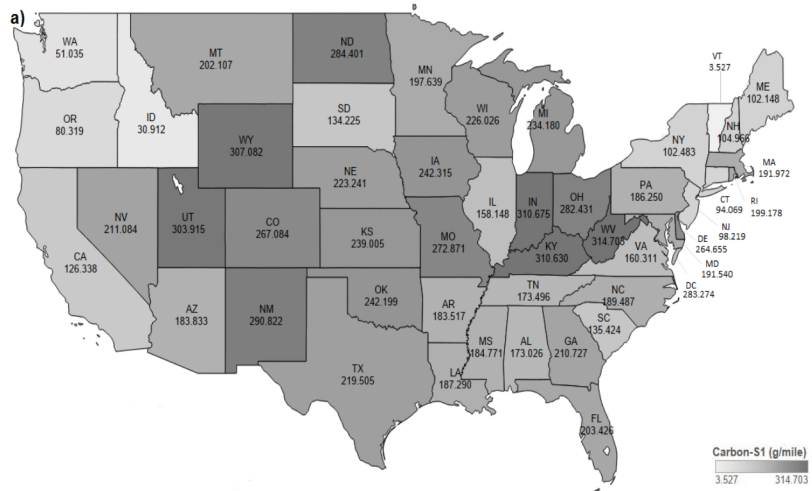 a)
WA
51.035
MT
202.107
ND
284.401
MN
197.639
VT
3.527
ME
102.148
OR
80.319
ID
30.912
SD
134.225
WI
226.026
MI
234.180
NH
104.966
WY
307.082
NY
102.483
MA
191.972
NE
223.241
IA
242.315
PA
186.250
RI
199.178
CT
94.069
NV
211.084
UT
303.915
CO
267.084
IL
158.148
IN
310.675
OH
282.431
NJ
98.219
KS
239.005
MO
272.871
WV
314.703
DE
264.655
CA
126.338
KY
310.630
VA
160.311
MD
191.540
DC
283.274
OK
242.199
TN
173.496
NC
189.487
AZ
183.833
NM
290.822
AR
183.517
SC
135.424
MS
184.771
AL
173.026
GA
210.727
TX
219.505
LA
187.290
FL
203.426
Carbon-S1 (g/mile)
3.527 314.703